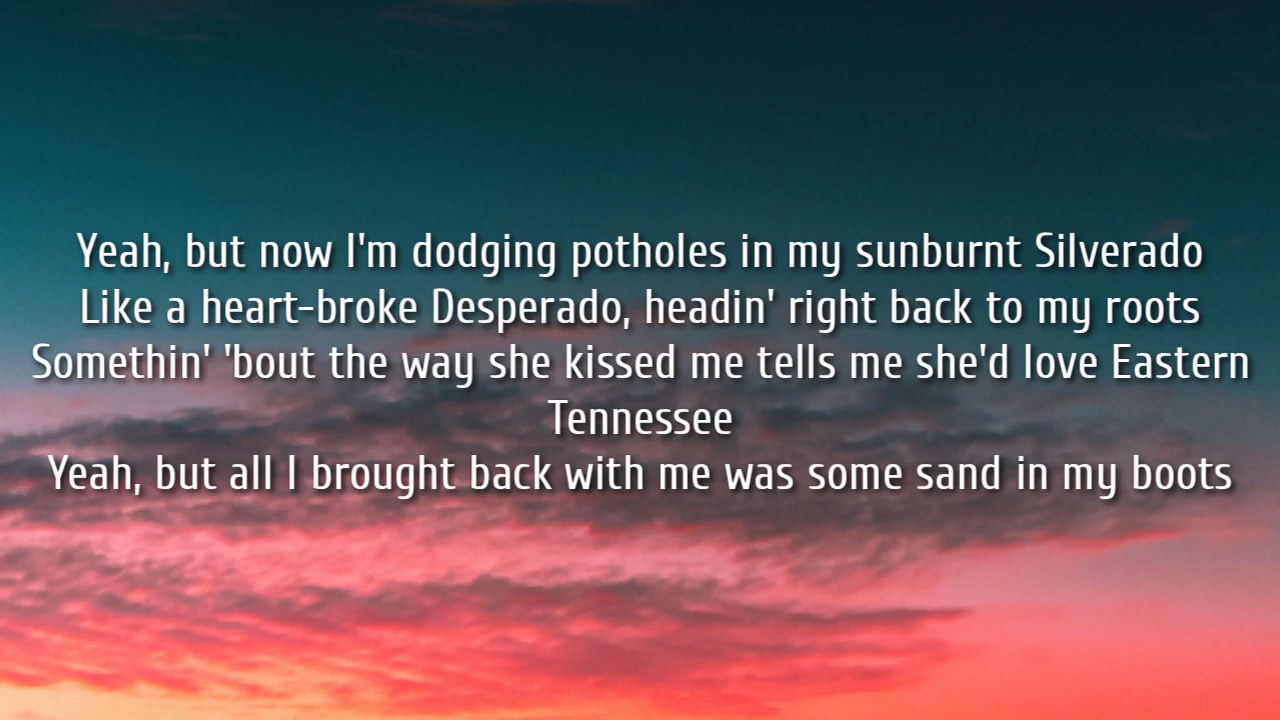 Yeah, but now I'm dodging potholes in my sunburnt Silverado
Like a heart-broke Desperado, headin' right back to my roots
Somethin' 'bout the way she kissed me tells me she'd love Eastern
Tennessee
Yeah, but all I brought back with me was some sand in my boots